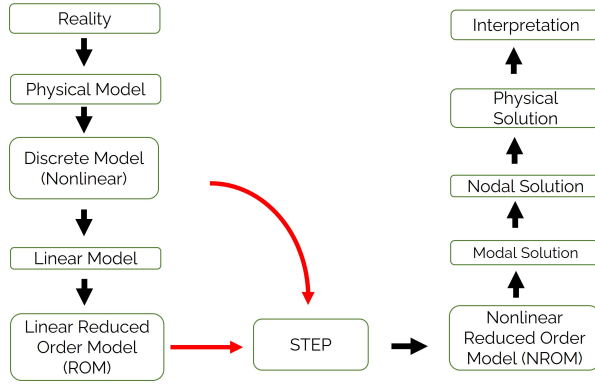 Reality
Physical Model
Discrete Model
(Nonlinear)
Linear Model
Linear Reduced
Order Model
(ROM)
STEP
Nonlinear
Reduced Order
Model (NROM)
Modal Solution
Nodal Solution
Physical
Solution
Interpretation